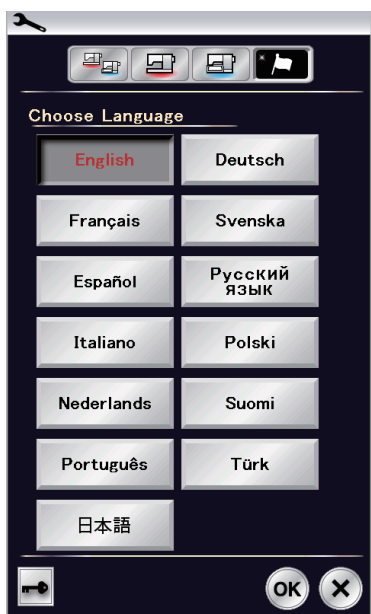 Choose Language
English
Deutsch
Français
Svenska
Español
Русский
язык
Italiano
Polski
Nederlands
Suomi
Português
Türk
日本語
OK